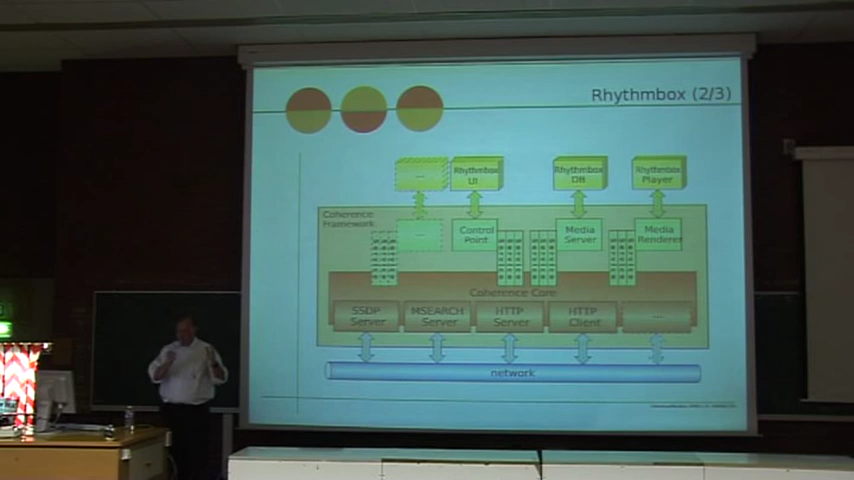 Rhythmbox (2/3)
...
Rhythmbox
UI
Rhythmbox
DB
Rhythmbox
Player
Coherence
Framework
...
Control
Point
Media
Server
Media
Renderer
Coherence Core
SSDP
Server
MSEARCH
Server
HTTP
Server
HTTP
Client
...
network